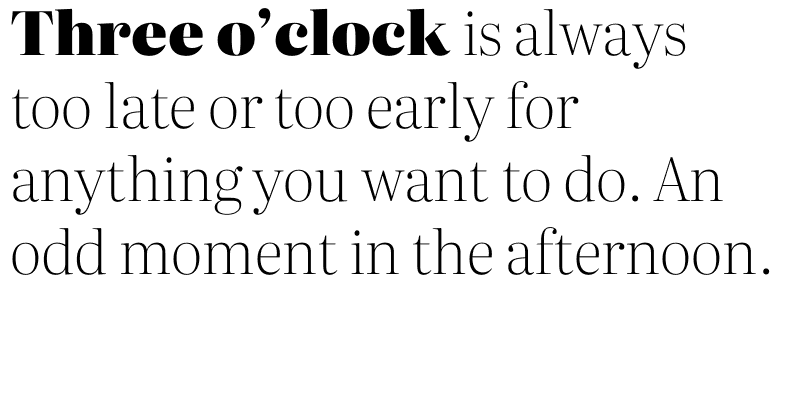 Three o’clock is always
too late or too early for
anything you want to do. An
odd moment in the afternoon.